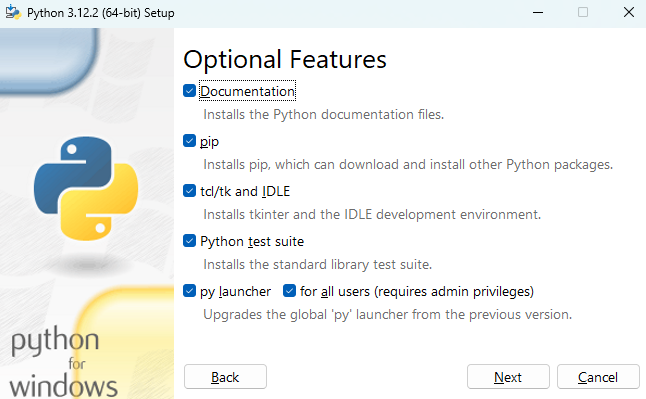 Python 3.12.2 (64-bit) Setup
Optional Features
Documentation
Installs the Python documentation files.
pip
Installs pip, which can download and install other Python packages.
tcl/tk and IDLE
Installs tkinter and the IDLE development environment.
Python test suite
Installs the standard library test suite.
py launcher for all users (requires admin privileges)
Upgrades the global 'py' launcher from the previous version.
python
for
windows
Back Next Cancel